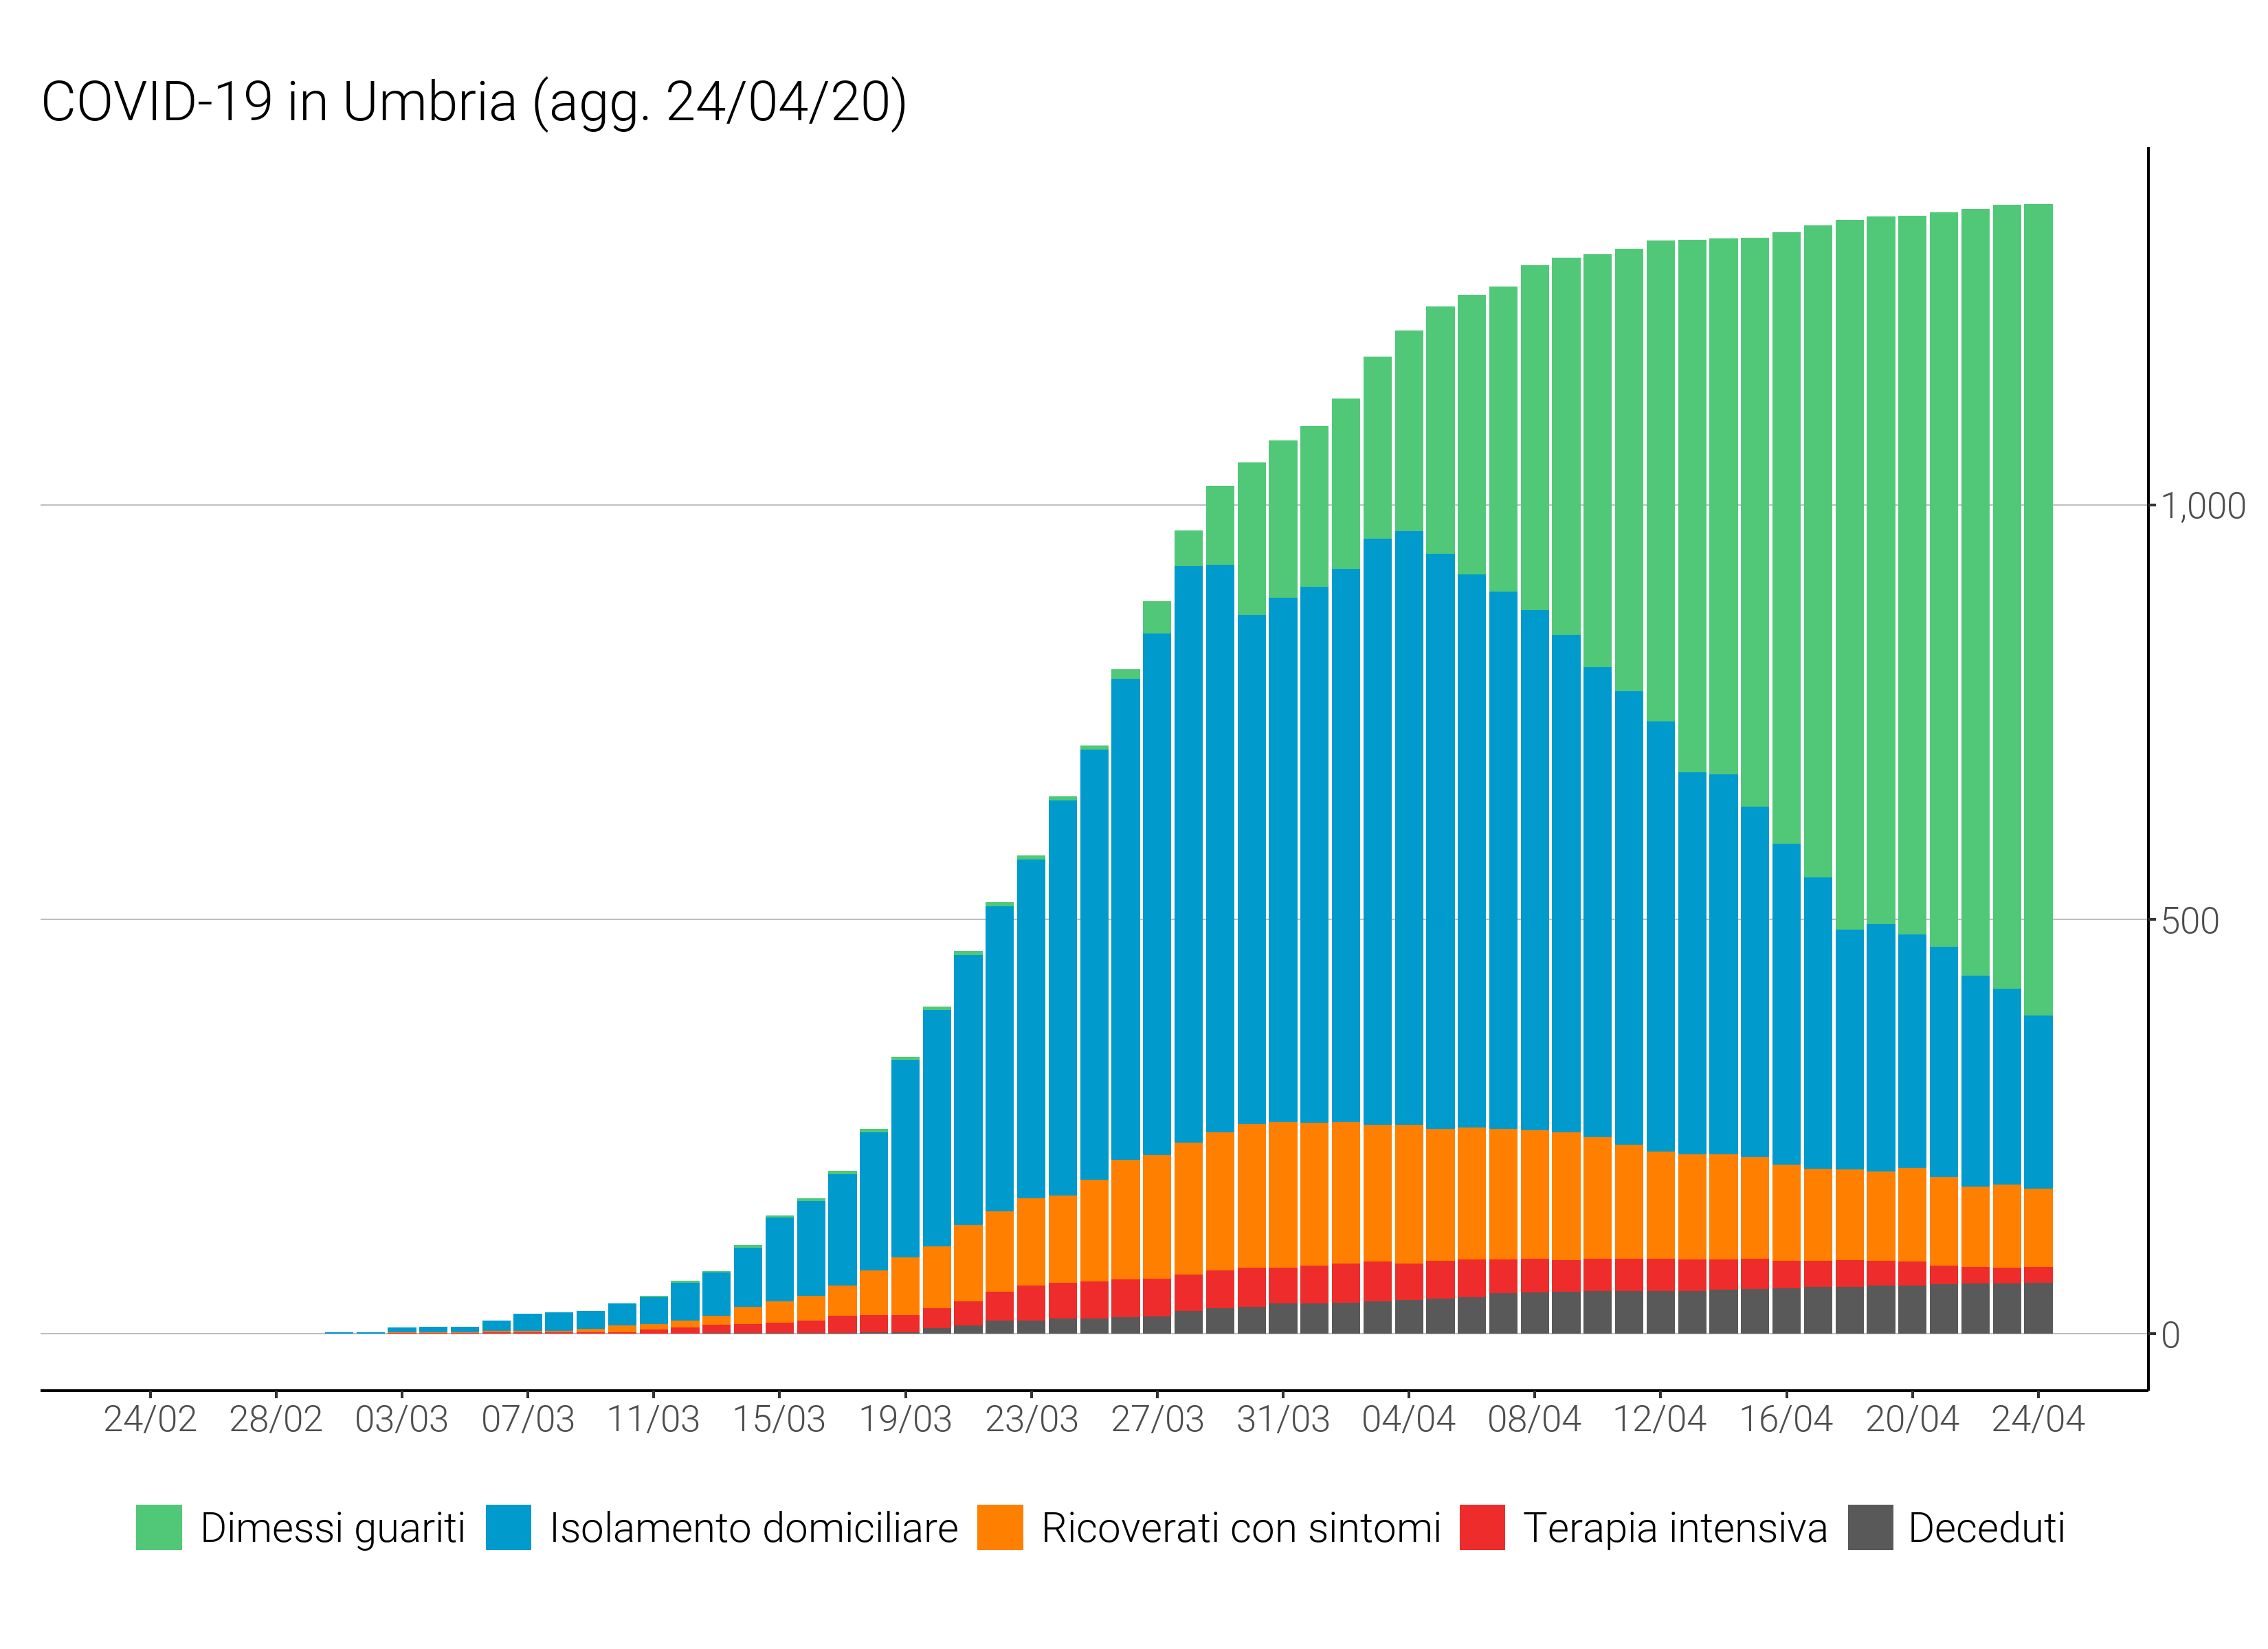 COVID-19 in Umbria (agg. 24/04/20)
1,000
500
0
24/02 28/02 03/03 07/03 11/03 15/03 19/03 23/03 27/03 31/03 04/04 08/04 12/04 16/04 20/04 24/04
Dimessi guariti Isolamento domiciliare Ricoverati con sintomi Terapia intensiva Deceduti